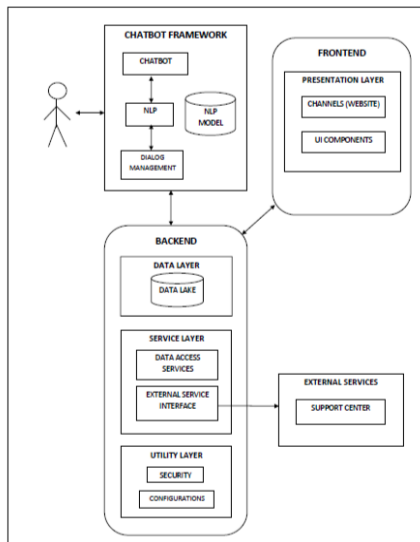 CHATBOT FRAMEWORK
CHATBOT
NLP
NLP
MODEL
DIALOG
MANAGEMENT
FRONTEND
PRESENTATION LAYER
CHANNELS (WEBSITE)
UI COMPONENTS
BACKEND
DATA LAYER
DATA LAKE
SERVICE LAYER
DATA ACCESS
SERVICES
EXTERNAL SERVICE
INTERFACE
EXTERNAL SERVICES
SUPPORT CENTER
UTILITY LAYER
SECURITY
CONFIGURATIONS